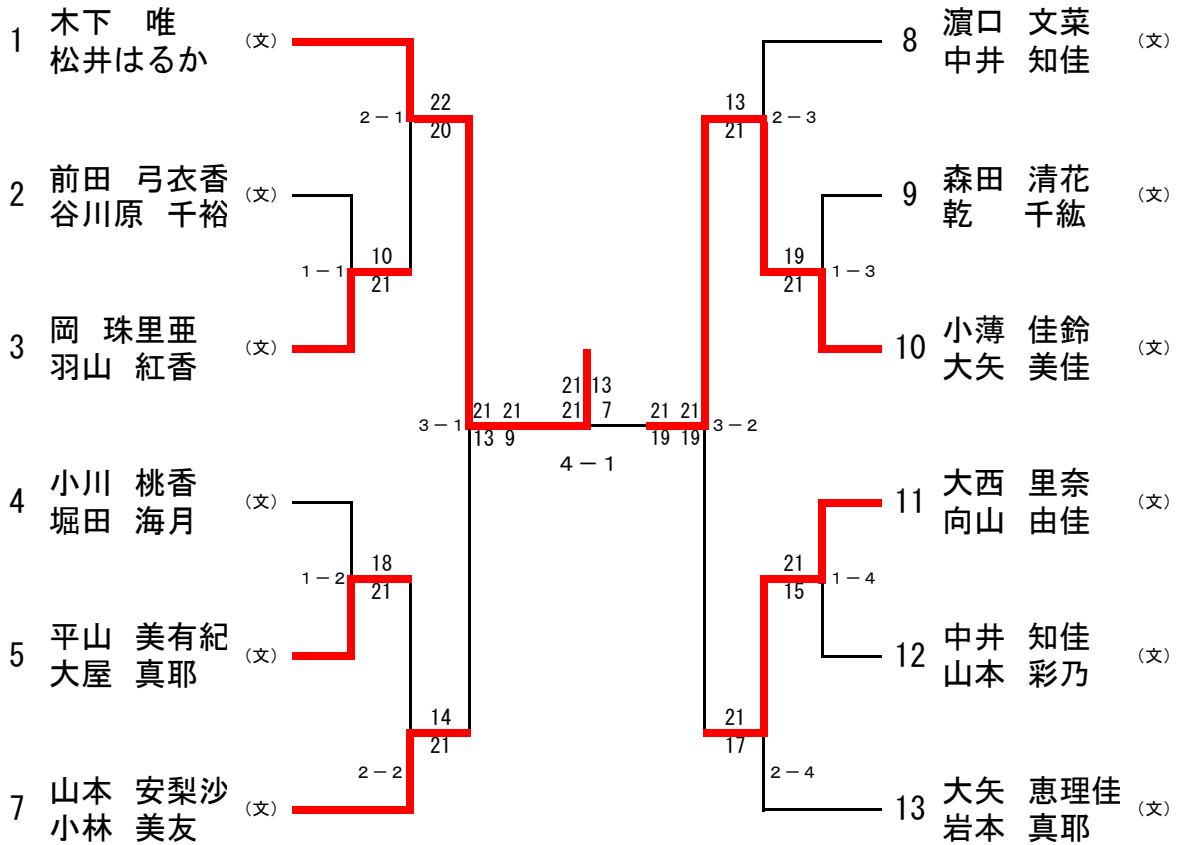 1 木下 唯
松井はるか (文)
2-1
22
20
2 前田 弓衣香
谷川原 千裕 (文)
1-1
10
21
3 岡 珠里亜
羽山 紅香 (文)
3-1
21 21
13 9
4 小川 桃香
堀田 海月 (文)
1-2
18
21
5 平山 美有紀
大屋 真耶 (文)
2-2
14
21
7 山本 安梨沙
小林 美友 (文)
21 13
21 7
4-1
8 濵口 文菜
中井 知佳 (文)
13
21
2-3
9 森田 清花
乾 千紘 (文)
19
21
1-3
10 小薄 佳鈴
大矢 美佳 (文)
21 21
19 19
3-2
11 大西 里奈
向山 由佳 (文)
21
15
1-4
12 中井 知佳
山本 彩乃 (文)
21
17
2-4
13 大矢 恵理佳
岩本 真耶 (文)